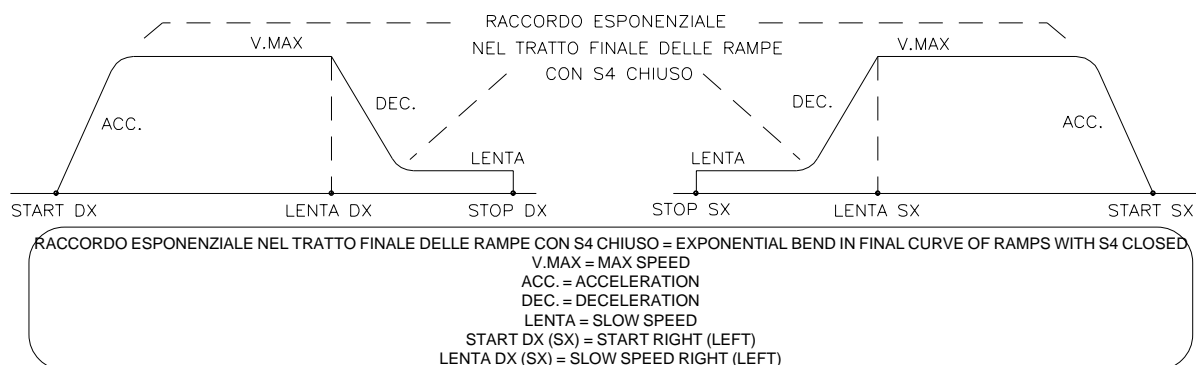 RACCORDO ESPONENZIALE
NEL TRATTO FINALE DELLE RAMPE
CON S4 CHIUSO
V.MAX
V.MAX
DEC.
DEC.
ACC.
ACC.
LENTA
LENTA
START DX
LENTA DX
STOP DX
STOP SX
LENTA SX
START SX
RACCORDO ESPONENZIALE NEL TRATTO FINALE DELLE RAMPE CON S4 CHIUSO = EXPONENTIAL BEND IN FINAL CURVE OF RAMPS WITH S4 CLOSED
V.MAX = MAX SPEED
ACC. = ACCELERATION
DEC. = DECELERATION
LENTA = SLOW SPEED
START DX (SX) = START RIGHT (LEFT)
LENTA DX (SX) = SLOW SPEED RIGHT (LEFT)